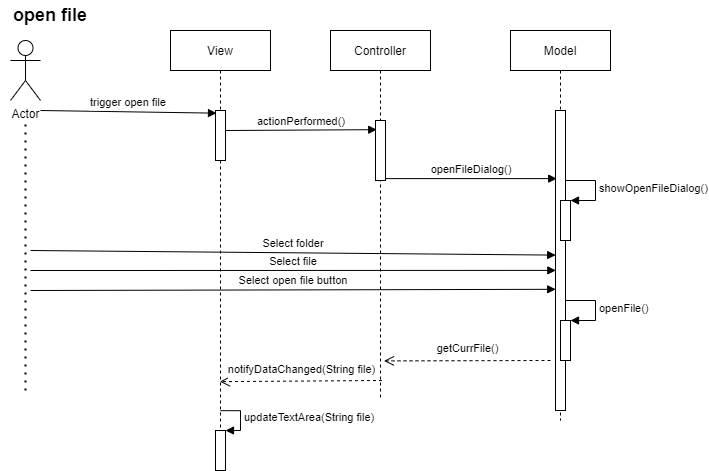 open file
View
Controller
Model
Actor
trigger open file
actionPerformed()
openFileDialog()
showOpenFileDialog()
Select folder
Select file
Select open file button
openFile()
getCurrFile()
notifyDataChanged(String file)
updateTextArea(String file)